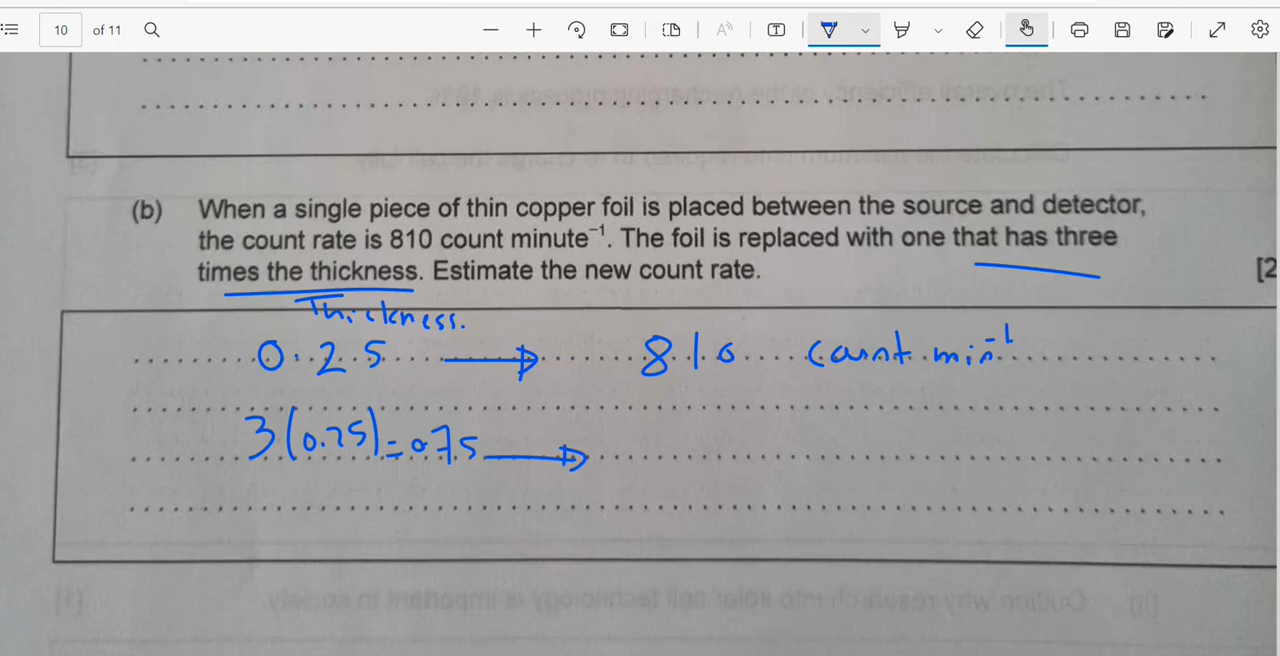 10 of 11
(b) When a single piece of thin copper foil is placed between the source and detector,
the count rate is 810 count minute⁻¹. The foil is replaced with one that has three
times the thickness. Estimate the new count rate.
[2
Thickness.
0.25 → 810 count min⁻¹
3(0.25)=0.75 →